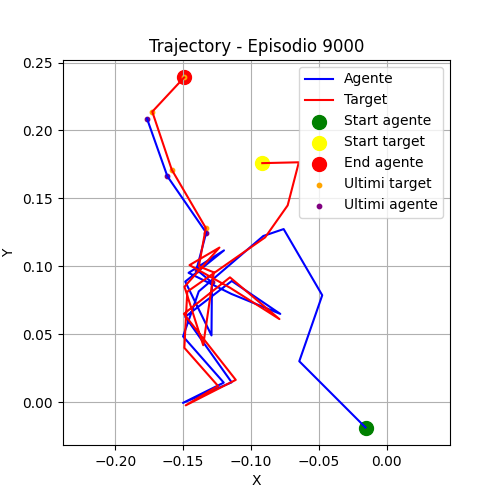 Trajectory - Episodio 9000
0.25
0.20
0.15
0.10
0.05
0.00
Y
Agente
Target
Start agente
Start target
End agente
Ultimi target
Ultimi agente
−0.20
−0.15
−0.10
−0.05
0.00
X